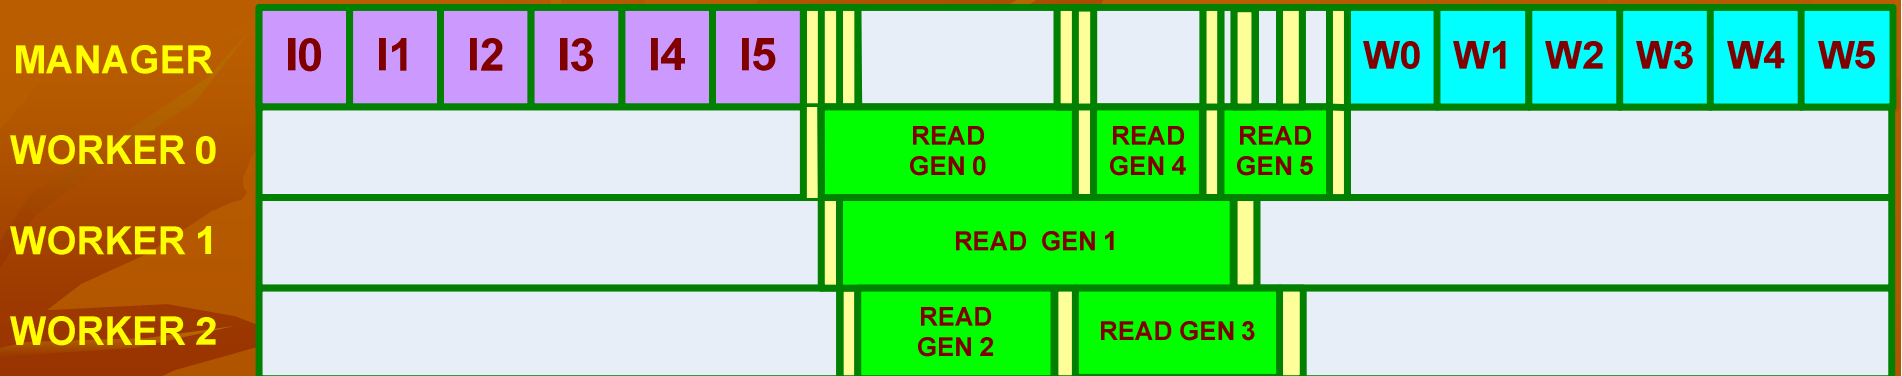 MANAGER
I0 I1 I2 I3 I4 I5 W0 W1 W2 W3 W4 W5
WORKER 0
READ
GEN 0
READ
GEN 4
READ
GEN 5
WORKER 1
READ GEN 1
WORKER 2
READ
GEN 2
READ GEN 3